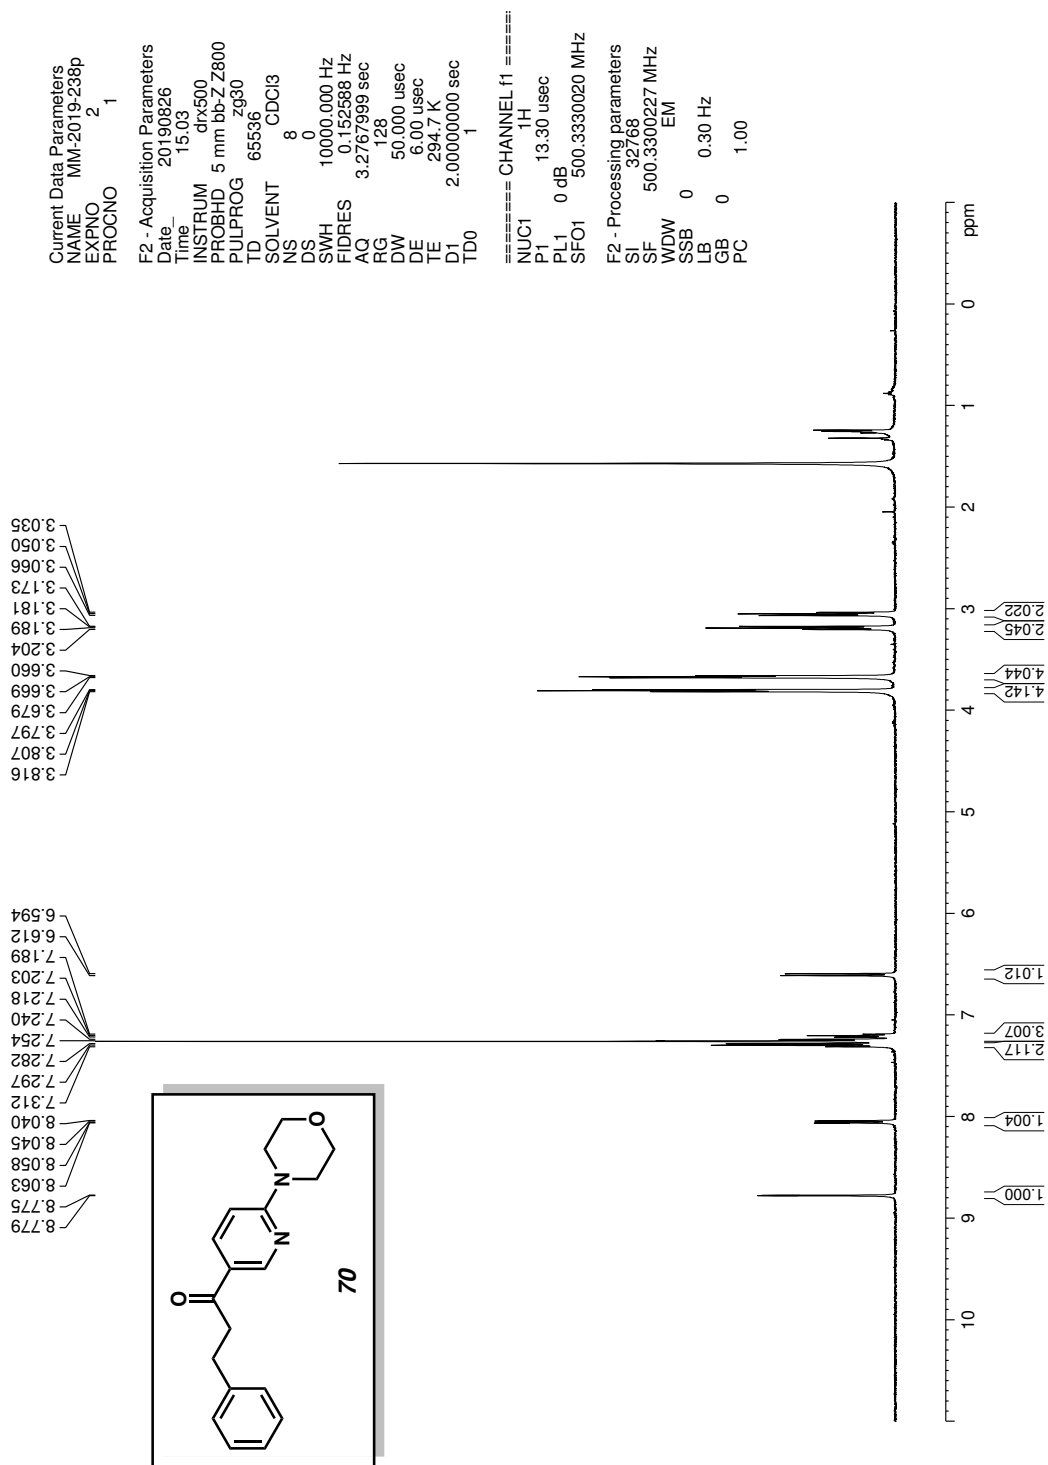 Current Data Parameters
NAME MM-2019-238p
EXPNO 2
PROCNO 1
F2 - Acquisition Parameters
Date_ 20190826
Time 15.03
INSTRUM drx500
PROBHD 5 mm bb-Z Z800
PULPROG zg30
TD 65536
SOLVENT CDCl3
NS 8
DS 0
SWH 10000.000 Hz
FIDRES 0.152588 Hz
AQ 3.2767999 sec
RG 128
DW 50.000 usec
DE 6.00 usec
TE 294.7 K
D1 2.00000000 sec
TD0 1
======== CHANNEL f1 ========
NUC1 1H
P1 13.30 usec
PL1 0 dB
SFO1 500.3330020 MHz
F2 - Processing parameters
SI 32768
SF 500.3300227 MHz
WDW EM
SSB 0
LB 0.30 Hz
GB 0
PC 1.00
8.779
8.775
8.063
8.058
8.045
8.040
7.312
7.297
7.282
7.254
7.240
7.218
7.203
7.189
6.612
6.594
3.816
3.807
3.797
3.679
3.669
3.660
3.204
3.189
3.181
3.173
3.066
3.050
3.035
O
N
N
O
70
10 9 8 7 6 5 4 3 2 1 0 ppm
1.000
1.004
2.117
3.007
1.012
4.142
4.044
2.045
2.022